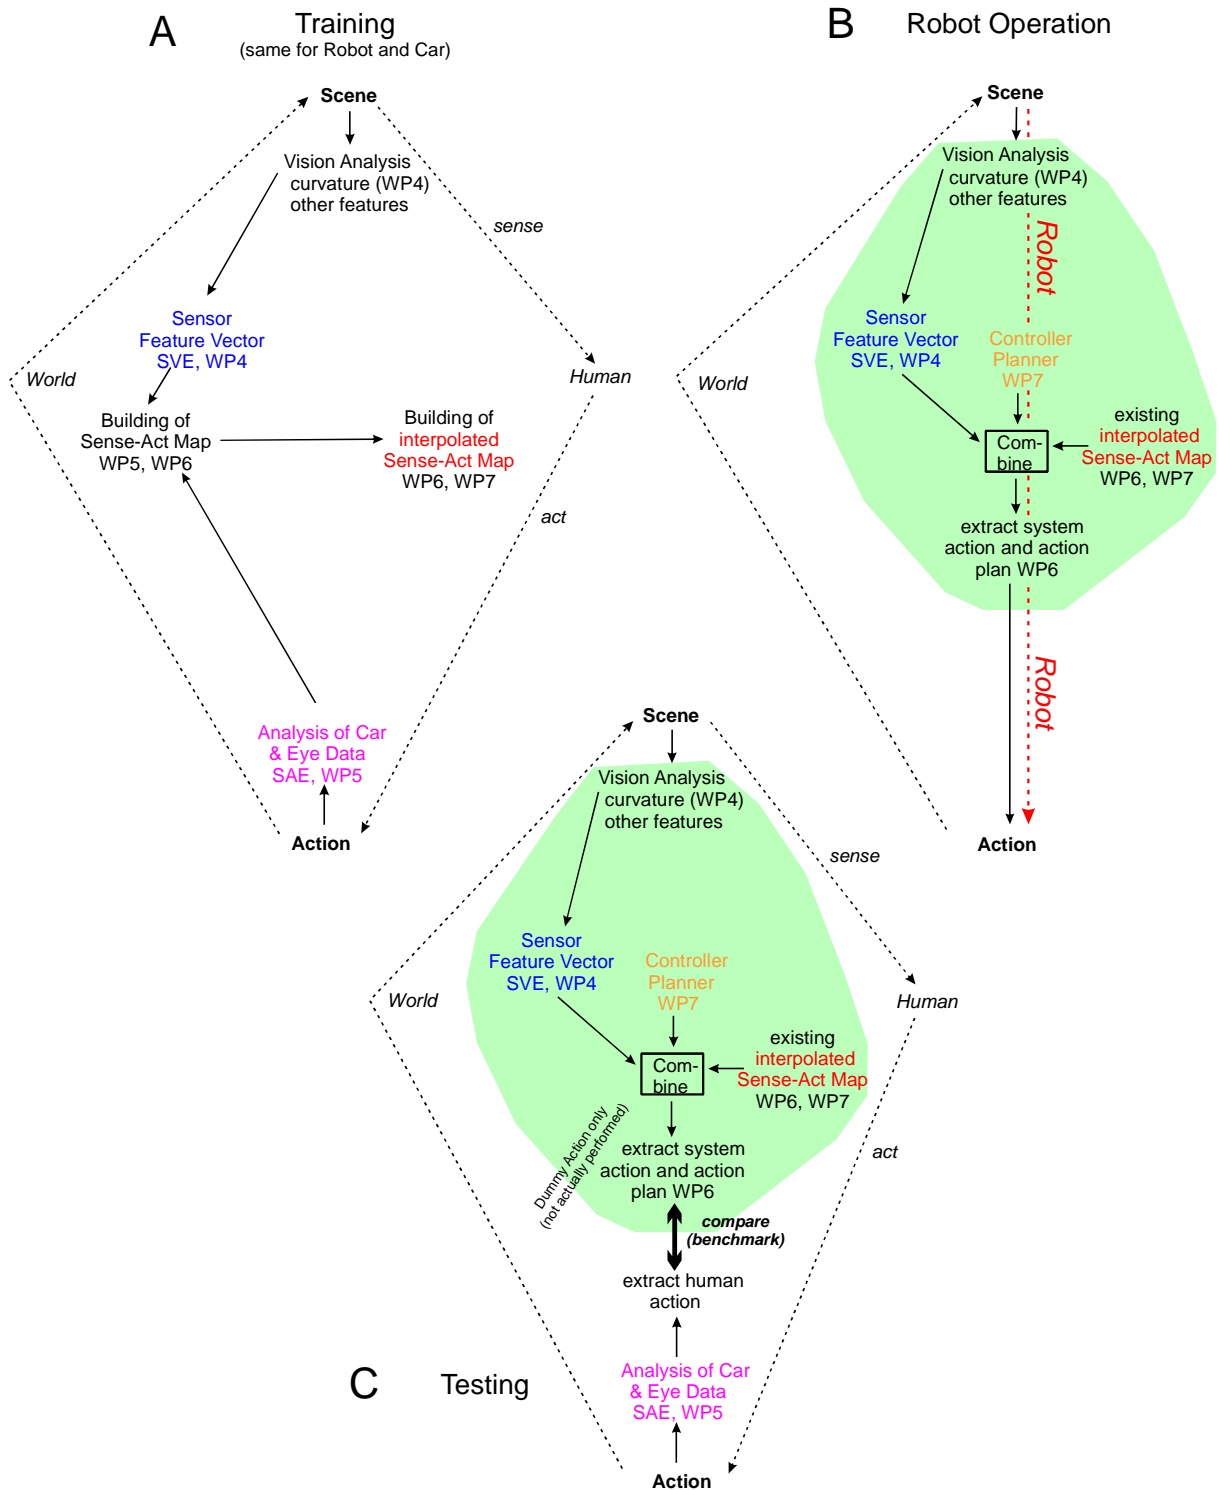 A
Training
(same for Robot and Car)
Scene
Vision Analysis
curvature (WP4)
other features
sense
Sensor
Feature Vector
SVE, WP4
World
Human
Building of
Sense-Act Map
WP5, WP6
Building of
interpolated
Sense-Act Map
WP6, WP7
act
Analysis of Car
& Eye Data
SAE, WP5
Action
B
Robot Operation
Scene
Vision Analysis
curvature (WP4)
other features
Robot
Sensor
Feature Vector
SVE, WP4
Controller
Planner
WP7
World
Com-
bine
existing
interpolated
Sense-Act Map
WP6, WP7
extract system
action and action
plan WP6
Robot
Action
Scene
Vision Analysis
curvature (WP4)
other features
sense
Sensor
Feature Vector
SVE, WP4
Controller
Planner
WP7
World
Human
Com-
bine
existing
interpolated
Sense-Act Map
WP6, WP7
Dummy Action only
(not actually performed)
extract system
action and action
plan WP6
act
compare
(benchmark)
extract human
action
C
Testing
Analysis of Car
& Eye Data
SAE, WP5
Action